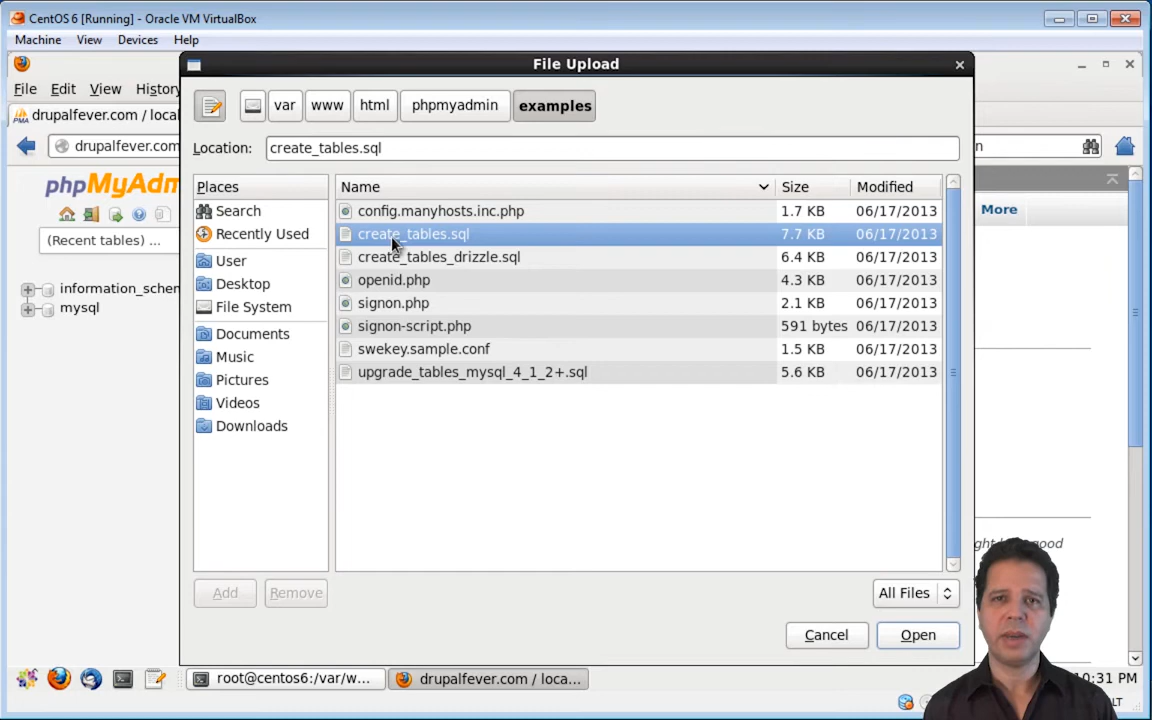 CentOS 6 [Running] - Oracle VM VirtualBox
Machine View Devices Help
File Upload
File Edit View History
var www html phpmyadmin examples
drupalfever.com / local
Location: create_tables.sql
drupalfever.com
n
phpMyAdm
Places
Name Size Modified
Search
config.manyhosts.inc.php 1.7 KB 06/17/2013
More
Recently Used
create_tables.sql 7.7 KB 06/17/2013
(Recent tables) ...
create_tables_drizzle.sql 6.4 KB 06/17/2013
User
openid.php 4.3 KB 06/17/2013
Desktop
information_schen
signon.php 2.1 KB 06/17/2013
File System
mysql
signon-script.php 591 bytes 06/17/2013
Documents
swekey.sample.conf 1.5 KB 06/17/2013
Music
upgrade_tables_mysql_4_1_2+.sql 5.6 KB 06/17/2013
Pictures
Videos
Downloads
good
Add Remove
All Files
Cancel Open
root@centos6:/var/w...
drupalfever.com / loca...
0:31 PM
LT